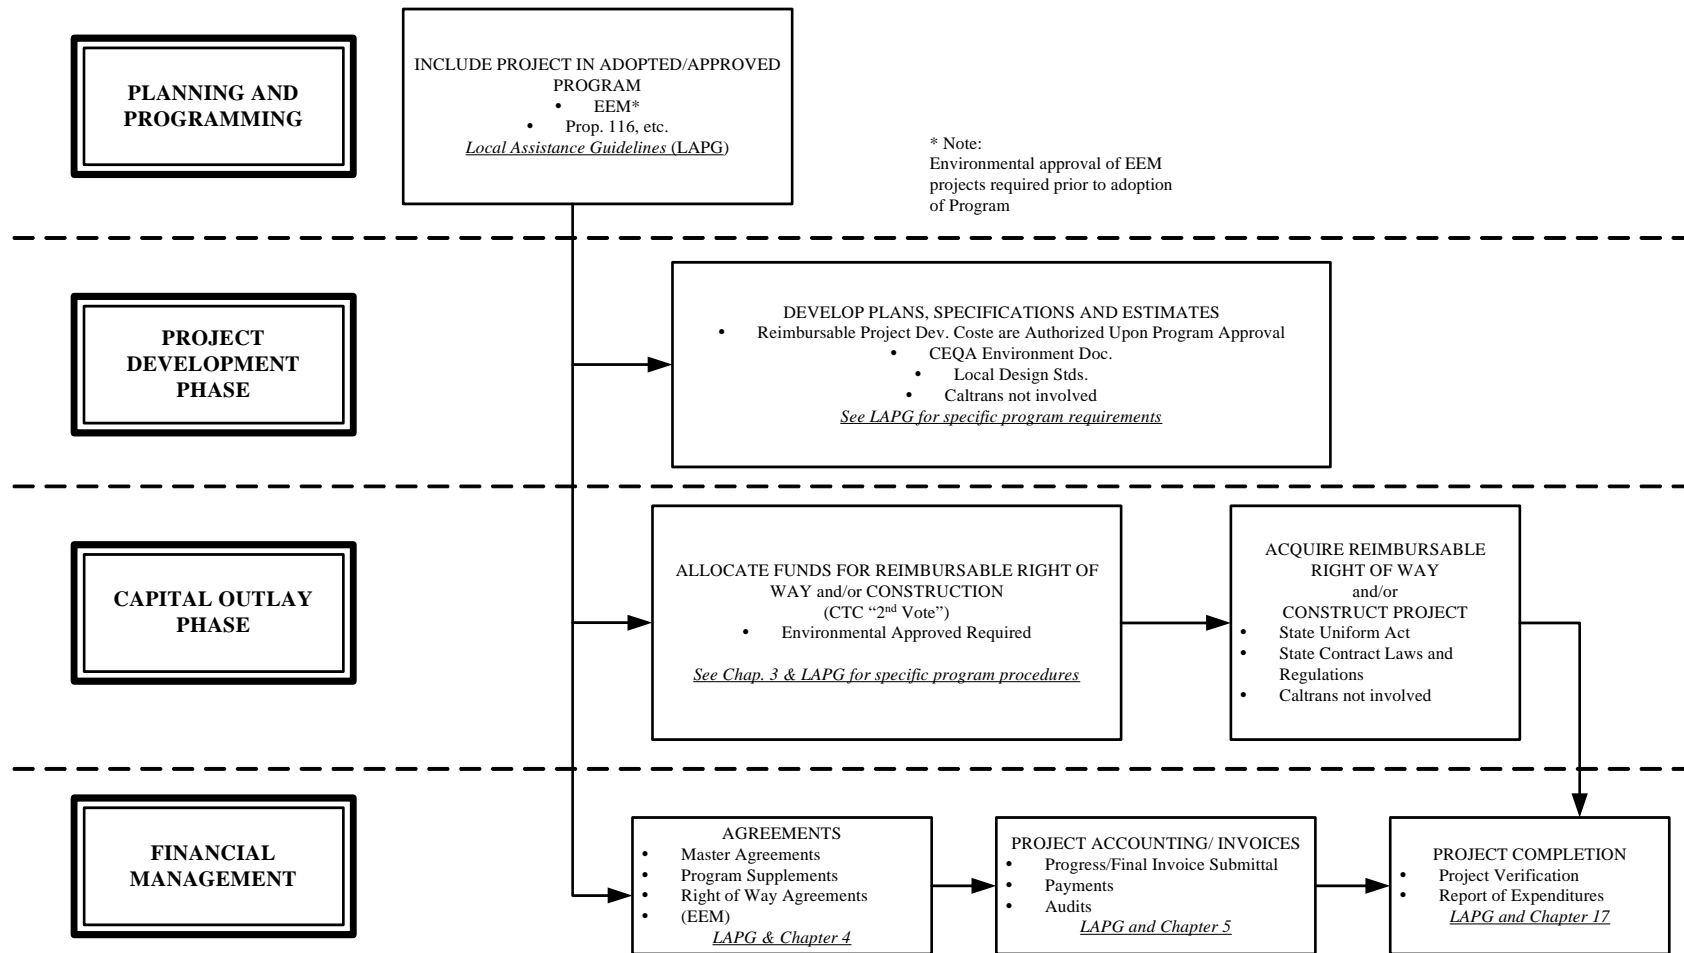 PLANNING AND
PROGRAMMING
INCLUDE PROJECT IN ADOPTED/APPROVED
PROGRAM
• EEM*
• Prop. 116, etc.
Local Assistance Guidelines (LAPG)
* Note:
Environmental approval of EEM
projects required prior to adoption
of Program
PROJECT
DEVELOPMENT
PHASE
DEVELOP PLANS, SPECIFICATIONS AND ESTIMATES
• Reimbursable Project Dev. Coste are Authorized Upon Program Approval
• CEQA Environment Doc.
• Local Design Stds.
• Caltrans not involved
See LAPG for specific program requirements
CAPITAL OUTLAY
PHASE
ALLOCATE FUNDS FOR REIMBURSABLE RIGHT OF
WAY and/or CONSTRUCTION
(CTC “2nd Vote”)
• Environmental Approved Required
See Chap. 3 & LAPG for specific program procedures
ACQUIRE REIMBURSABLE
RIGHT OF WAY
and/or
CONSTRUCT PROJECT
• State Uniform Act
• State Contract Laws and
Regulations
• Caltrans not involved
FINANCIAL
MANAGEMENT
AGREEMENTS
• Master Agreements
• Program Supplements
• Right of Way Agreements
• (EEM)
LAPG & Chapter 4
PROJECT ACCOUNTING/ INVOICES
• Progress/Final Invoice Submittal
• Payments
• Audits
LAPG and Chapter 5
PROJECT COMPLETION
• Project Verification
• Report of Expenditures
LAPG and Chapter 17